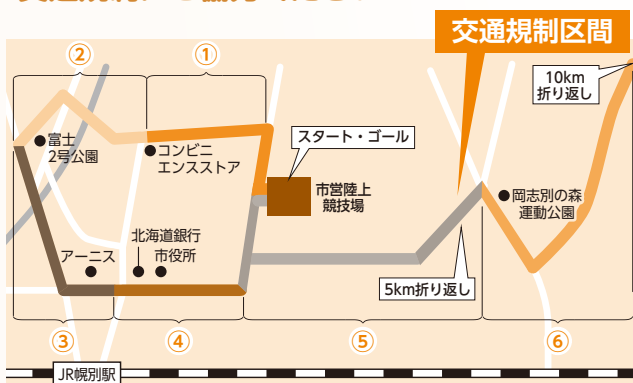 交通規制区間
②
①
10km
折り返し
スタート・ゴール
●富士
2号公園
●コンビニ
エンスストア
市営陸上
競技場
●岡志別の森
運動公園
北海道銀行
アーニス
市役所
5km折り返し
③
④
⑤
⑥
JR幌別駅